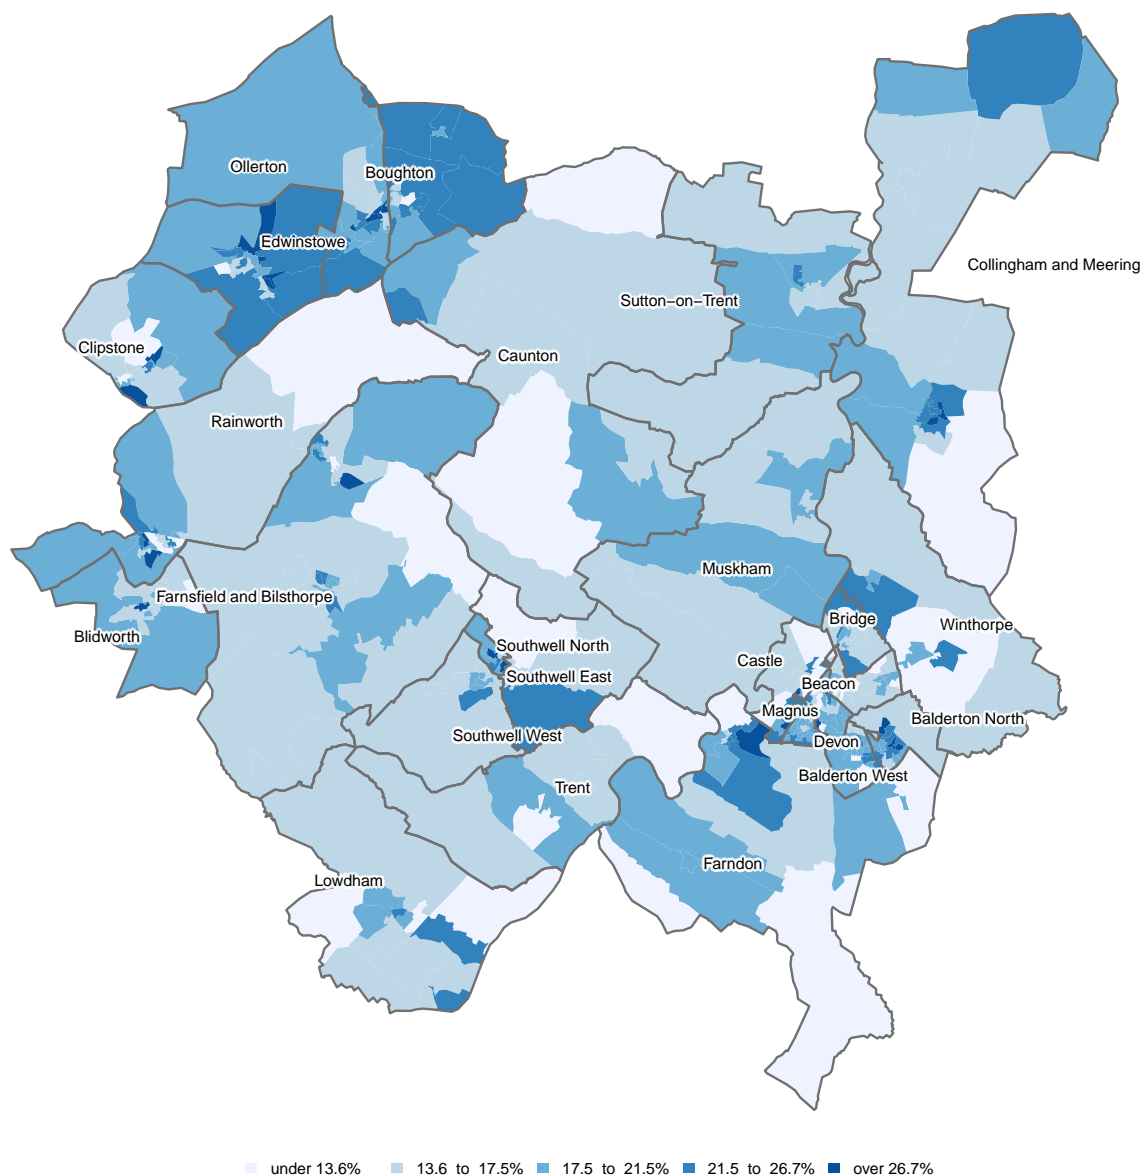 Ollerton
Boughton
Edwinstowe
Collingham and Meering
Sutton−on−Trent
Clipstone
Caunton
Rainworth
Muskham
Farnsfield and Bilsthorpe
Bridge
Winthorpe
Blidworth
Southwell North
Castle
Southwell East
Beacon
Magnus
Balderton North
Southwell West
Devon
Balderton West
Trent
Farndon
Lowdham
under 13.6% 13.6 to 17.5% 17.5 to 21.5% 21.5 to 26.7% over 26.7%